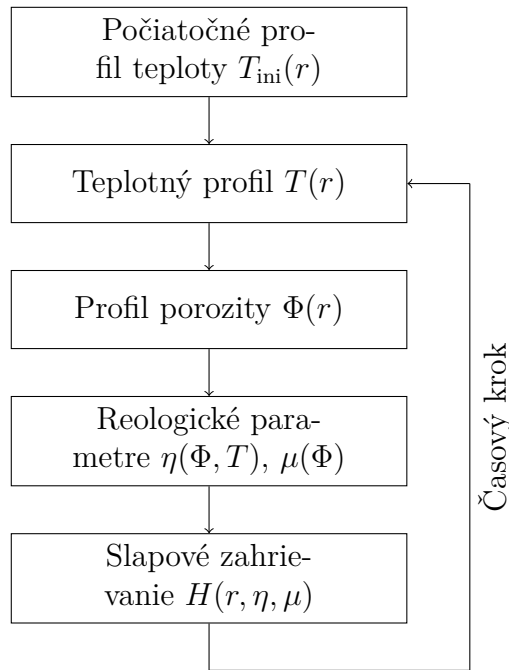 Počiatočné pro-
fil teploty $T_{\text{ini}}(r)$
Teplotný profil $T(r)$
Profil porozity $\Phi(r)$
Reologické para-
metre $\eta(\Phi, T)$, $\mu(\Phi)$
Slapové zahrie-
vanie $H(r, \eta, \mu)$
Časový krok